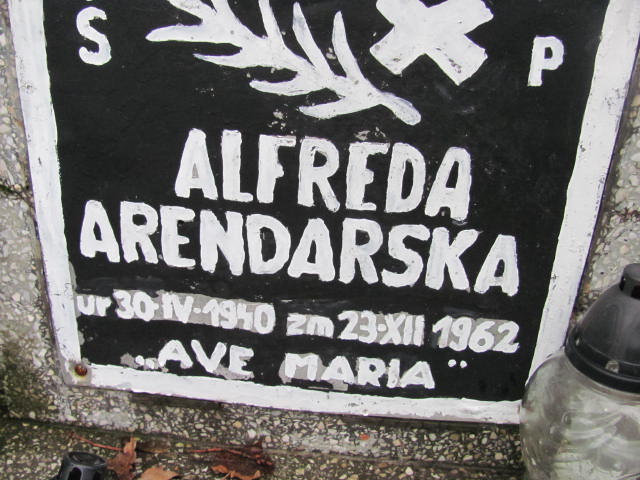 Ś P
ALFREDA
ARENDARSKA
ur 30·IV·1940 zm 23·XII 1962
„AVE MARIA"